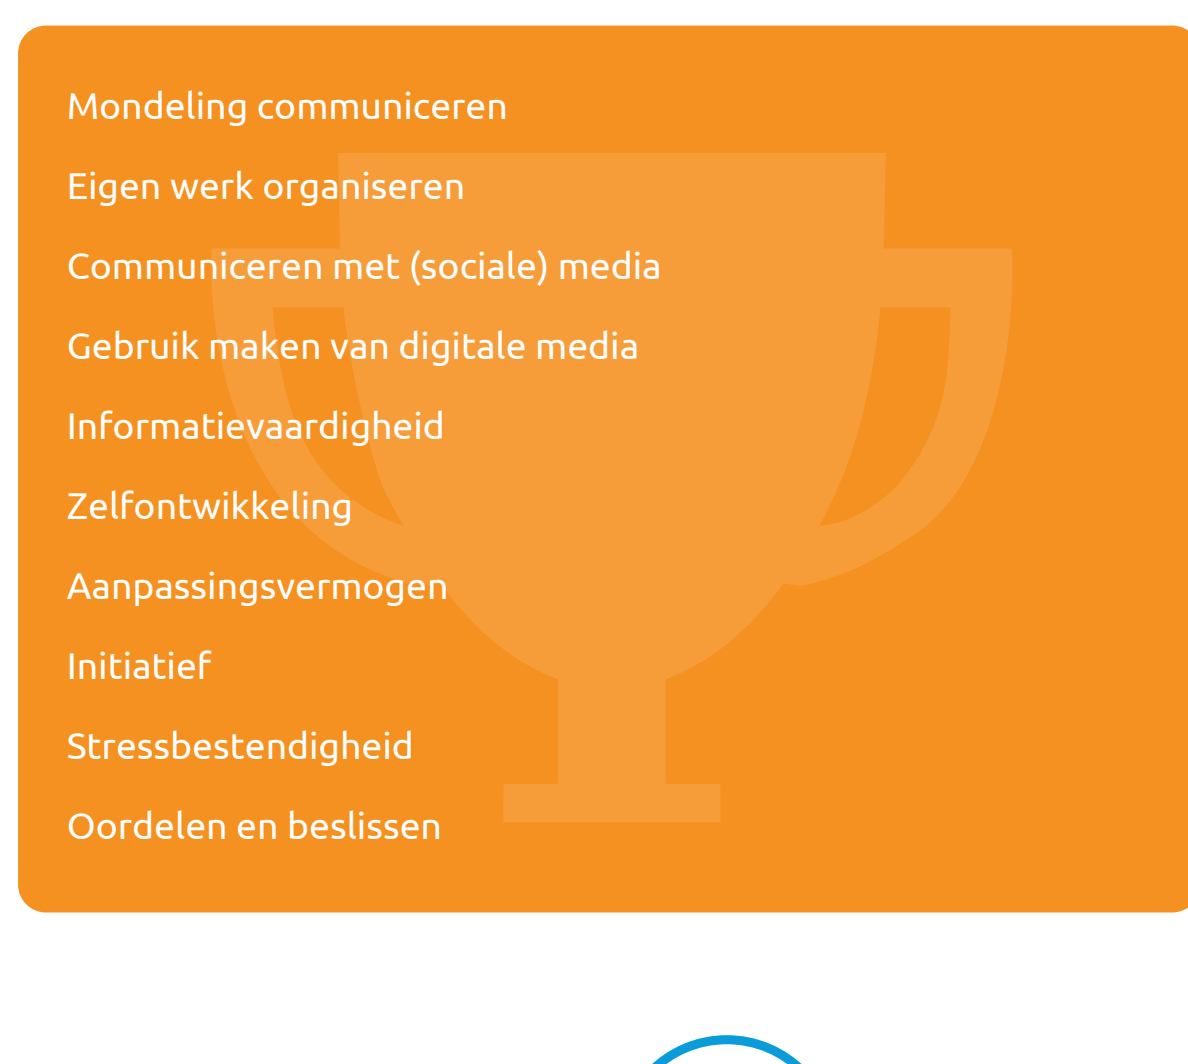 Mondeling communiceren
Eigen werk organiseren
Communiceren met (sociale) media
Gebruik maken van digitale media
Informatievaardigheid
Zelfontwikkeling
Aanpassingsvermogen
Initiatief
Stressbestendigheid
Oordelen en beslissen